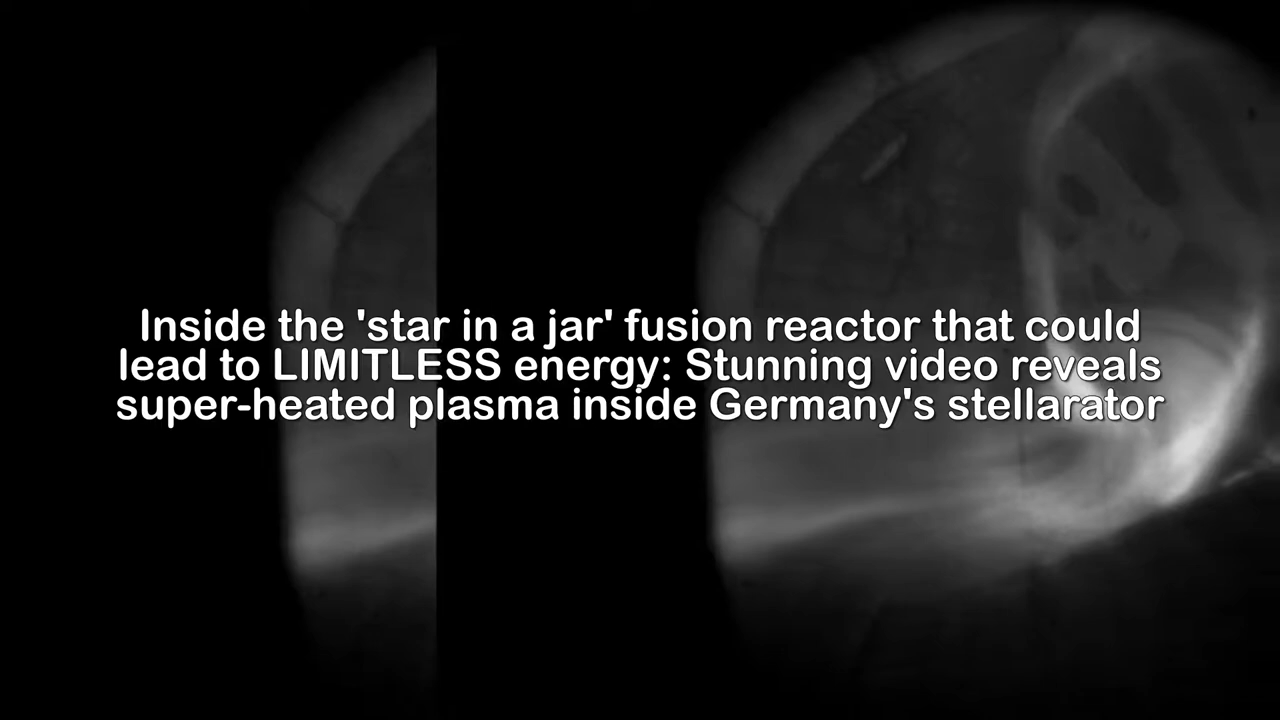 Inside the 'star in a jar' fusion reactor that could
lead to LIMITLESS energy: Stunning video reveals
super-heated plasma inside Germany's stellarator